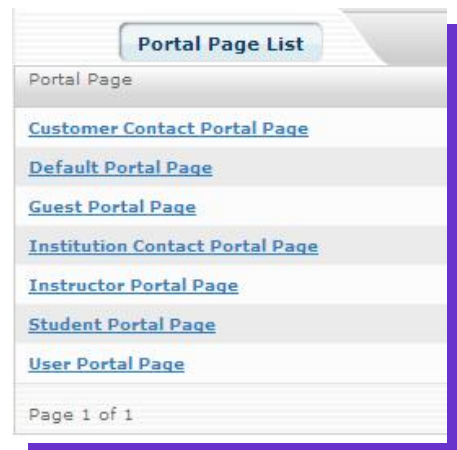 Portal Page List
Portal Page
Customer Contact Portal Page
Default Portal Page
Guest Portal Page
Institution Contact Portal Page
Instructor Portal Page
Student Portal Page
User Portal Page
Page 1 of 1